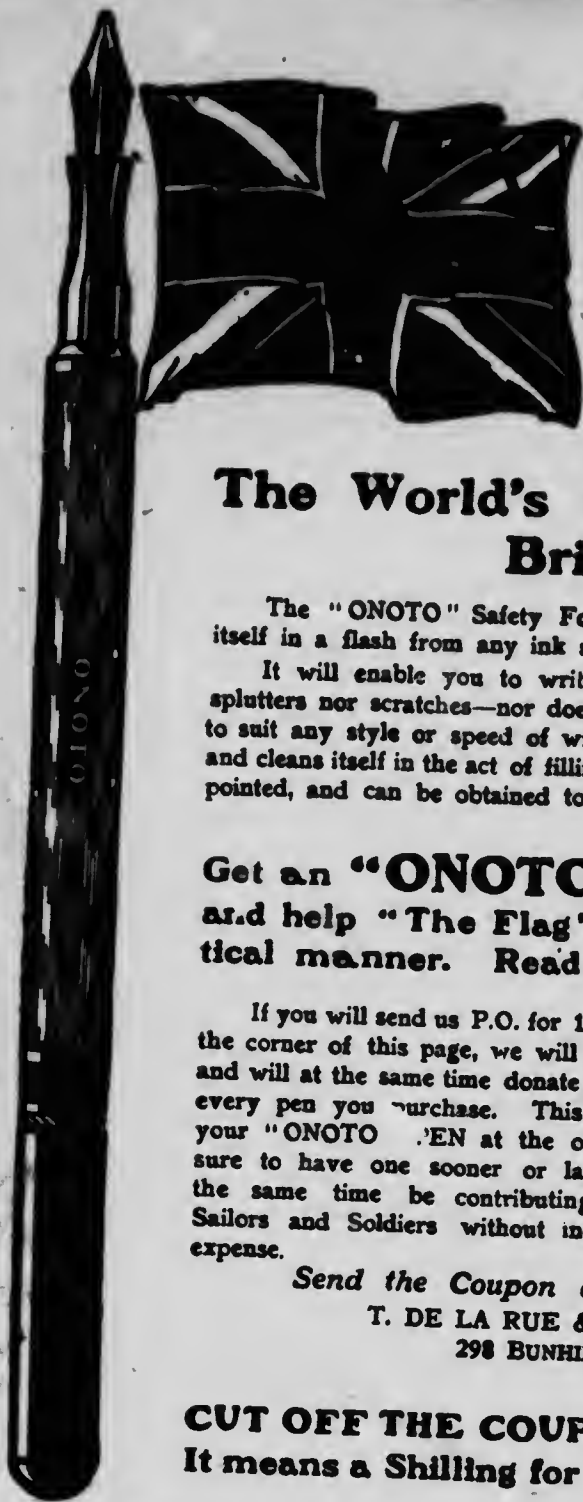 ONOTO
The World's
Bri
The "ONOTO" Safety Fo
itself in a flash from any ink
It will enable you to writ
splutters nor scratches—nor doe
to suit any style or speed of w
and cleans itself in the act of filli
pointed, and can be obtained to
Get an "ONOTO
and help "The Flag"
tical manner. Read
If you will send us P.O. for 1
the corner of this page, we will
and will at the same time donate
every pen you purchase. This
your "ONOTO PEN at the o
sure to have one sooner or la
the same time be contributing
Sailors and Soldiers without in
expense.
Send the Coupon
T. DE LA RUE &
298 BUNHI
CUT OFF THE COUP
It means a Shilling for